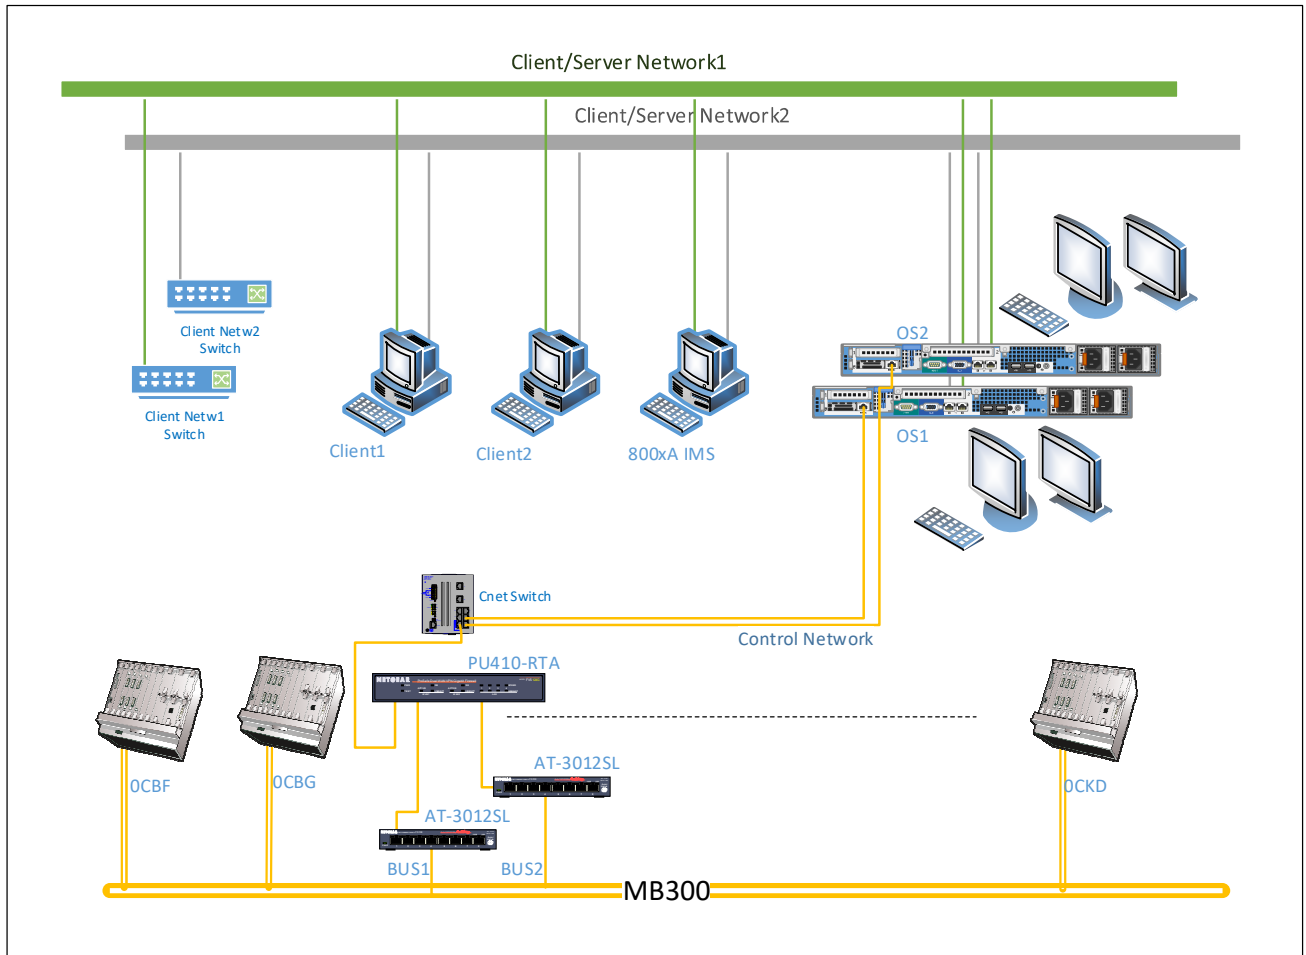 Client/Server Network1
Client/Server Network2
Client Netw2
Switch
OS2
Client Netw1
Switch
OS1
Client1
Client2
800xA IMS
Cnet Switch
Control Network
PU410-RTA
NETGEAR
AT-3012SL
0CBF
0CBG
0CKD
AT-3012SL
BUS1
BUS2
MB300